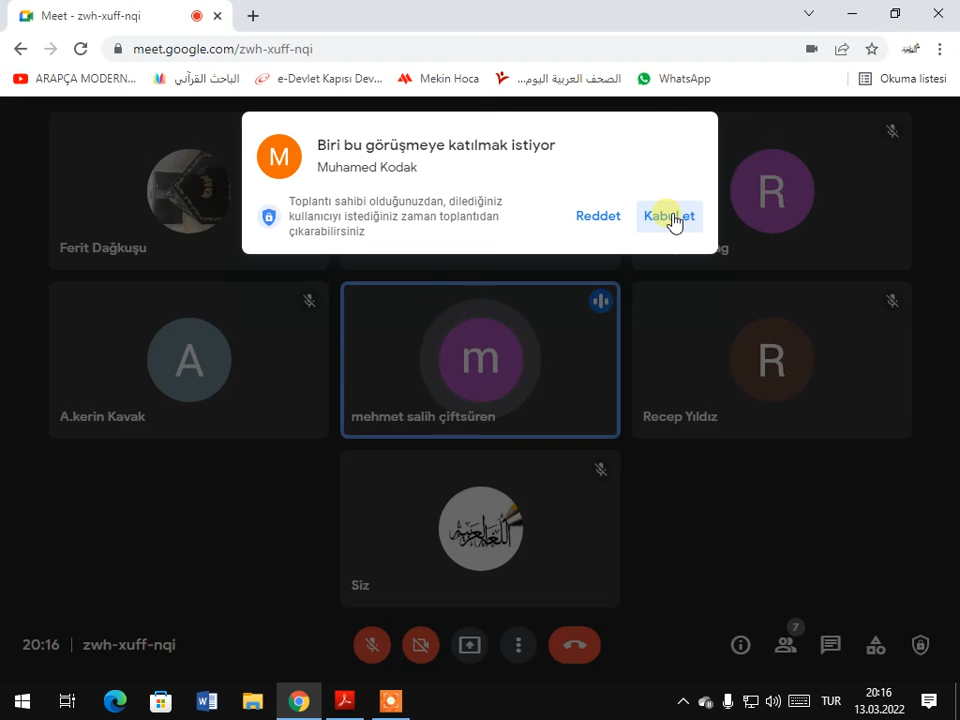 Meet - zwh-xuff-nqi
meet.google.com/zwh-xuff-nqi
ARAPÇA MODERN...
الباحث القرآني
e-Devlet Kapısı Dev...
Mekin Hoca
الصحف العربية اليوم...
WhatsApp
Okuma listesi
M
Biri bu görüşmeye katılmak istiyor
Muhamed Kodak
Toplantı sahibi olduğunuzdan, dilediğiniz
kullanıcıyı istediğiniz zaman toplantıdan
çıkarabilirsiniz
Reddet
Kabul et
R
Ferit Dağkuşu
A
m
R
A.kerin Kavak
mehmet salih çiftsüren
Recep Yıldız
اللغة العربية
Siz
20:16
zwh-xuff-nqi
7
TUR
20:16
13.03.2022